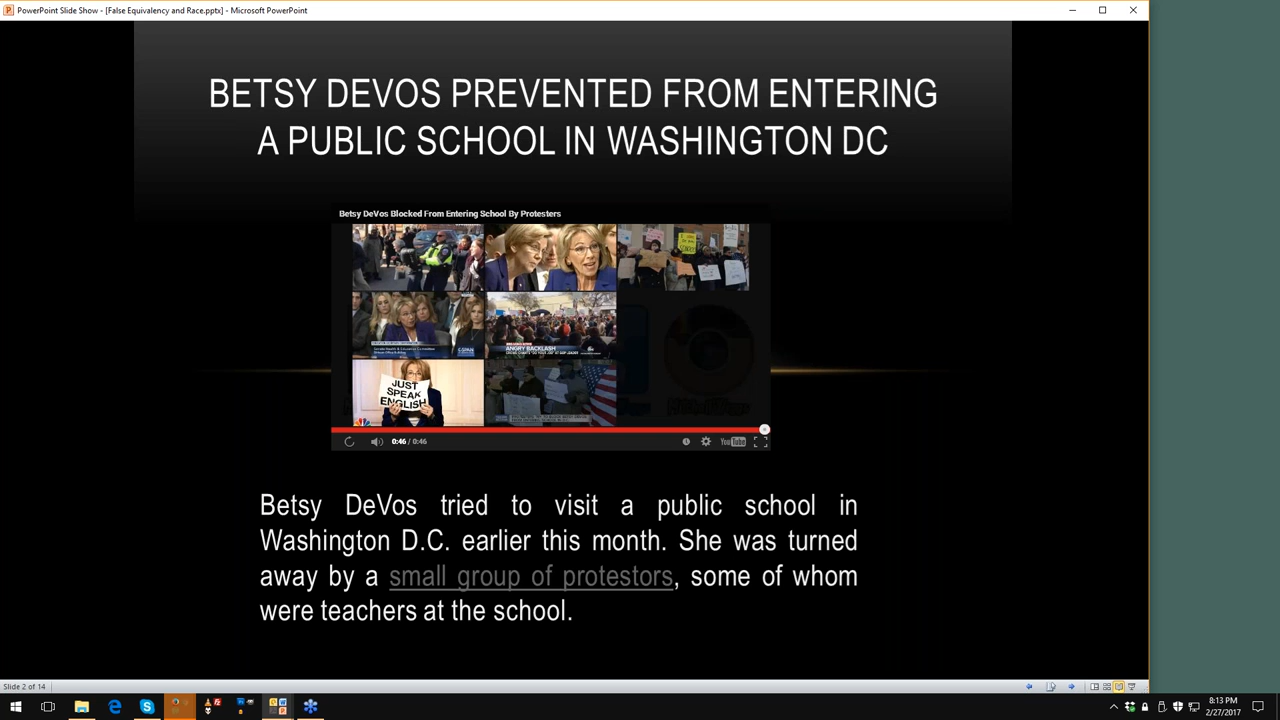 PowerPoint Slide Show - [False Equivalency and Race.pptx] - Microsoft PowerPoint
BETSY DEVOS PREVENTED FROM ENTERING
A PUBLIC SCHOOL IN WASHINGTON DC
Betsy DeVos Blocked From Entering School By Protesters
ANGRY BACKLASH
JUST
SPEAK
ENGLISH
0:46 / 0:46
YouTube
Betsy DeVos tried to visit a public school in
Washington D.C. earlier this month. She was turned
away by a small group of protestors, some of whom
were teachers at the school.
Slide 2 of 14
8:13 PM
2/27/2017